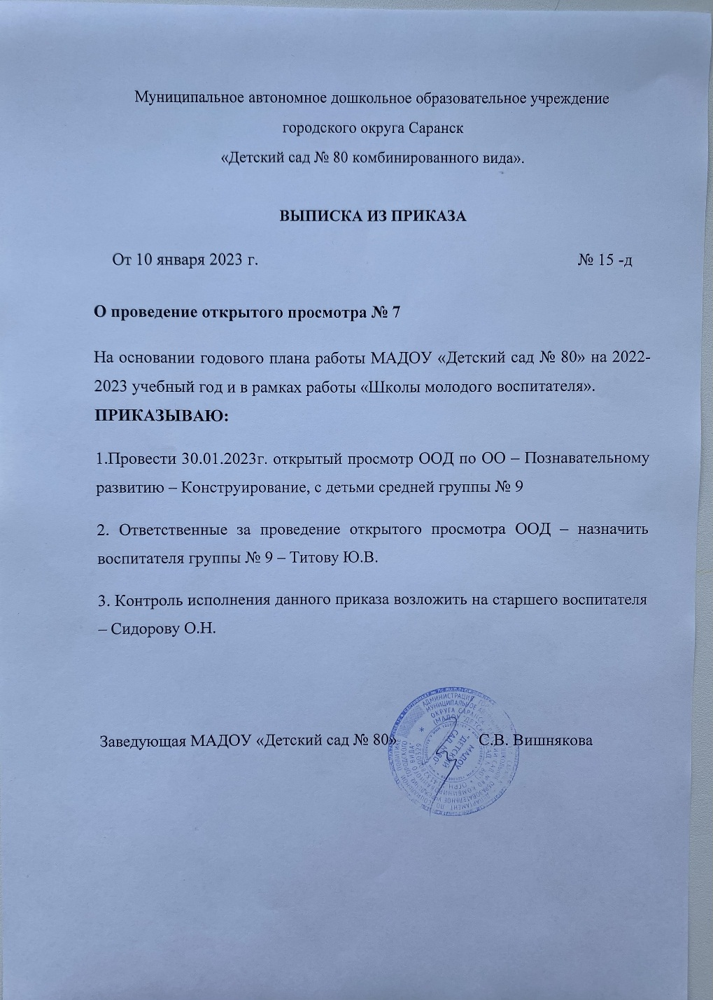 Муниципальное автономное дошкольное образовательное учреждение
городского округа Саранск
«Детский сад № 80 комбинированного вида».
ВЫПИСКА ИЗ ПРИКАЗА
От 10 января 2023 г. № 15 -д
О проведение открытого просмотра № 7
На основании годового плана работы МАДОУ «Детский сад № 80» на 2022-
2023 учебный год и в рамках работы «Школы молодого воспитателя».
ПРИКАЗЫВАЮ:
1.Провести 30.01.2023г. открытый просмотр ООД по ОО – Познавательному
развитию – Конструирование, с детьми средней группы № 9
2. Ответственные за проведение открытого просмотра ООД – назначить
воспитателя группы № 9 – Титову Ю.В.
3. Контроль исполнения данного приказа возложить на старшего воспитателя
– Сидорову О.Н.
Заведующая МАДОУ «Детский сад № 80» С.В. Вишнякова
МАДОУ
"ДЕТСКИЙ
САД №80"